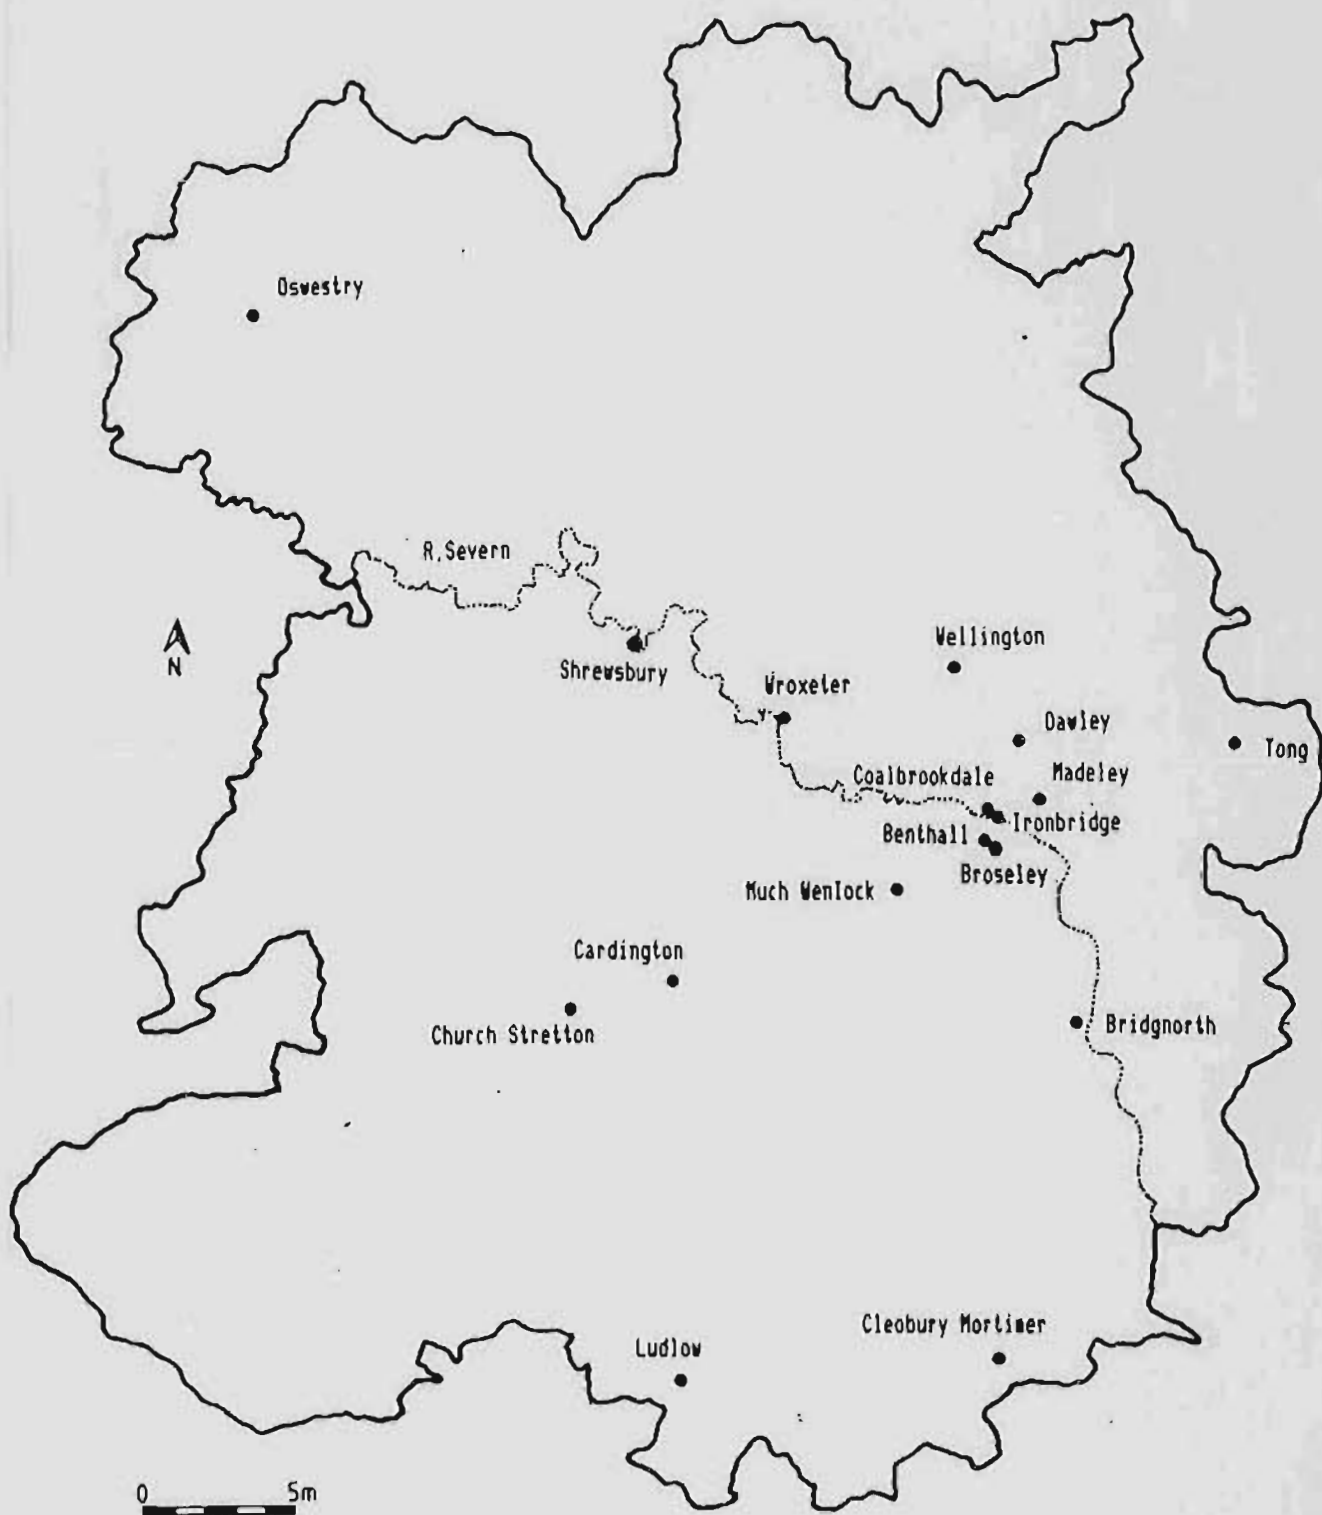 Oswestry
R.Severn
N
Shrewsbury
Wroxeter
Wellington
Dawley
Tong
Coalbrookdale
Madeley
Ironbridge
Benthall
Broseley
Much Wenlock
Cardington
Church Stretton
Bridgnorth
Cleobury Mortimer
Ludlow
0 5m